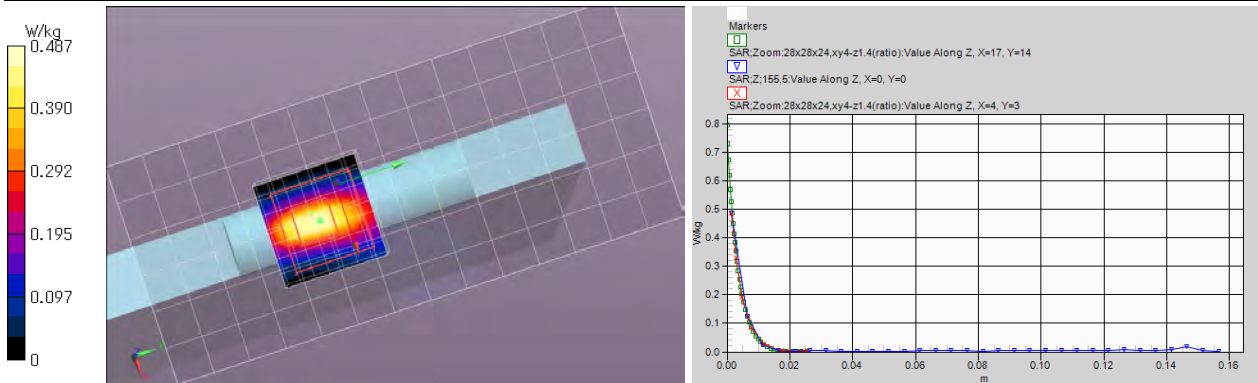 W/kg
0.487
0.390
0.292
0.195
0.097
0
Markers
SAR;Zoom:28x28x24,xy4-z1.4(ratio):Value Along Z, X=17, Y=14
SAR;Z;155,5:Value Along Z, X=0, Y=0
SAR;Zoom:28x28x24,xy4-z1.4(ratio):Value Along Z, X=4, Y=3
0.8
0.7
0.6
0.5
0.4
0.3
0.2
0.1
0.0
W/kg
0.00 0.02 0.04 0.06 0.08 0.10 0.12 0.14 0.16
m